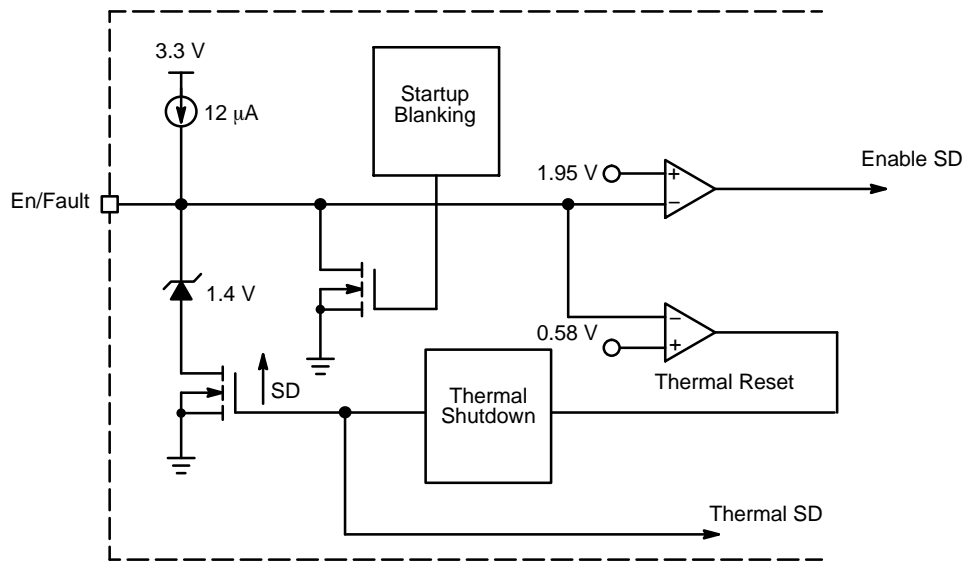 3.3 V
12 μA
Startup
Blanking
Enable SD
1.95 V
+
−
En/Fault
1.4 V
−
0.58 V
+
SD
Thermal
Shutdown
Thermal Reset
Thermal SD